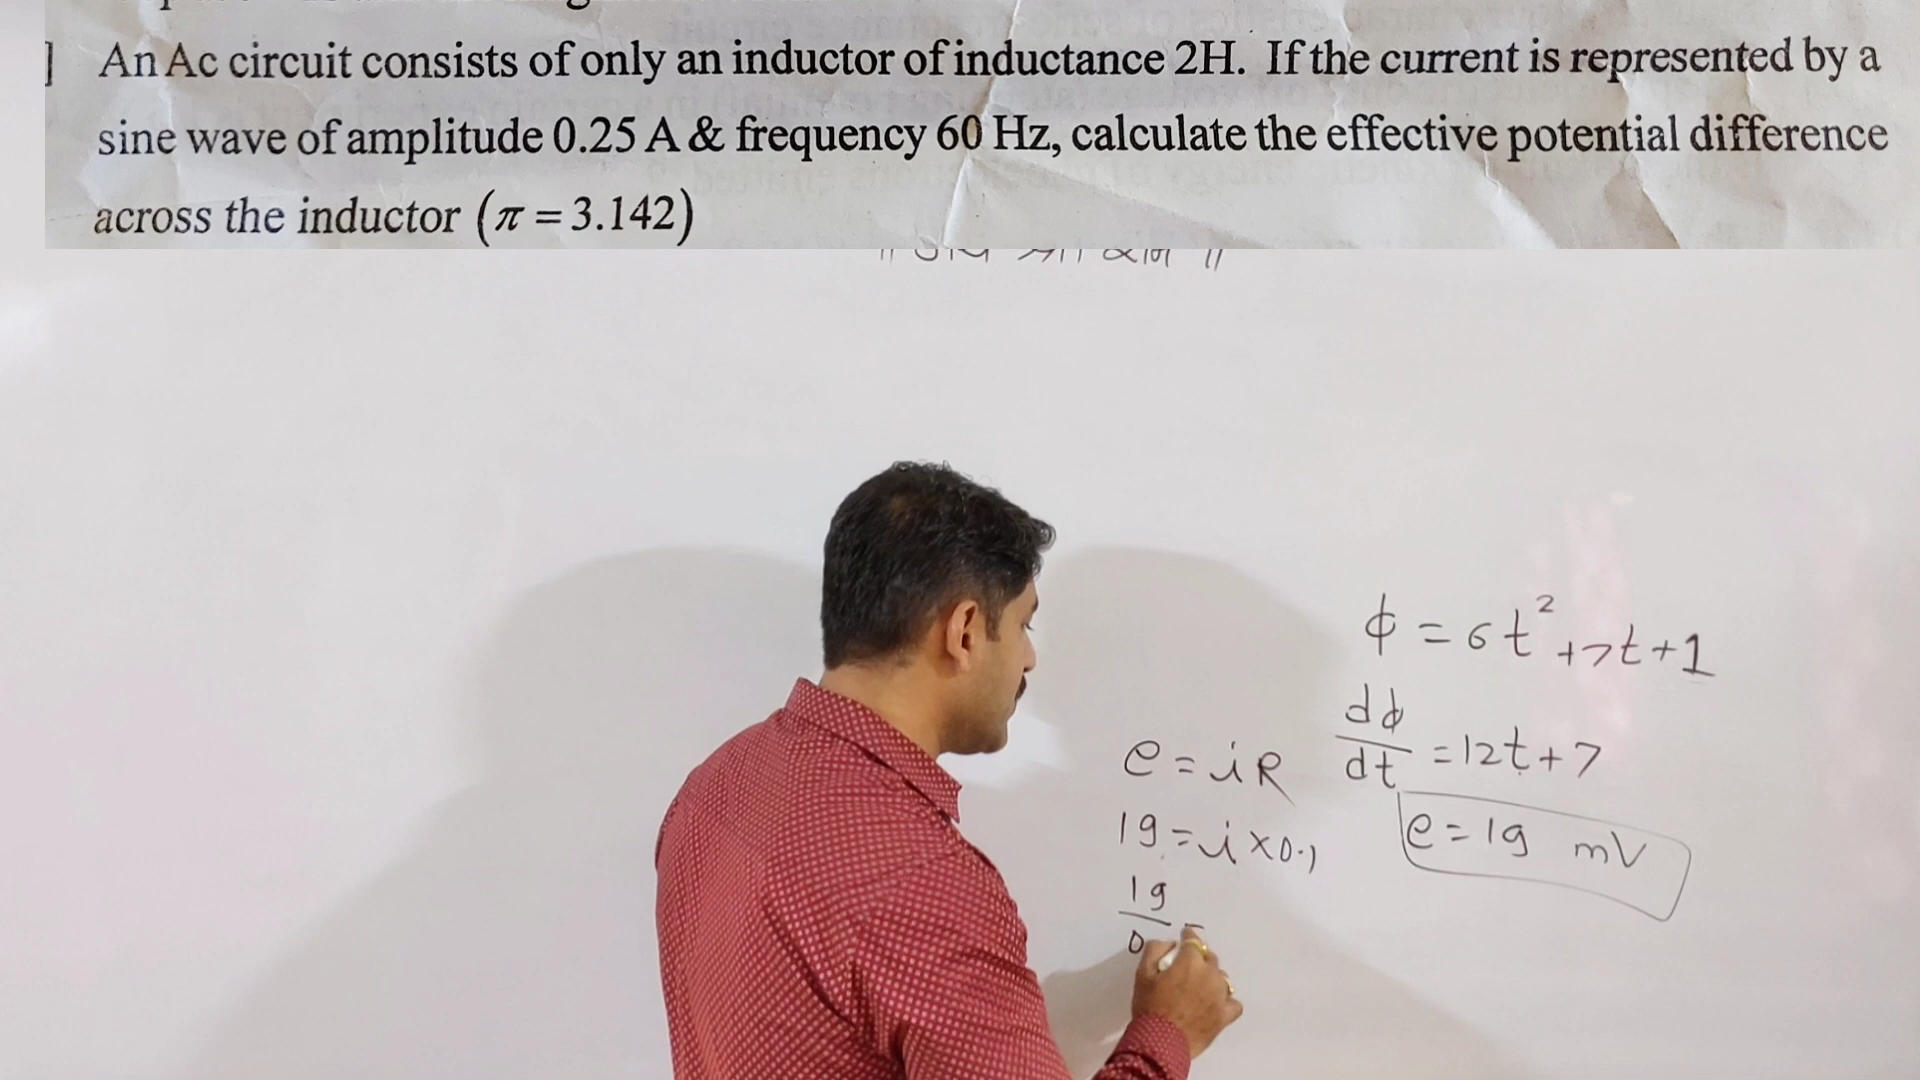 ] An Ac circuit consists of only an inductor of inductance 2H. If the current is represented by a
sine wave of amplitude 0.25 A & frequency 60 Hz, calculate the effective potential difference
across the inductor (π = 3.142)
ϕ = 6t² + 7t + 1
dϕ/dt = 12t + 7
e = 19 mV
e = iR
19 = i × 0.1
19